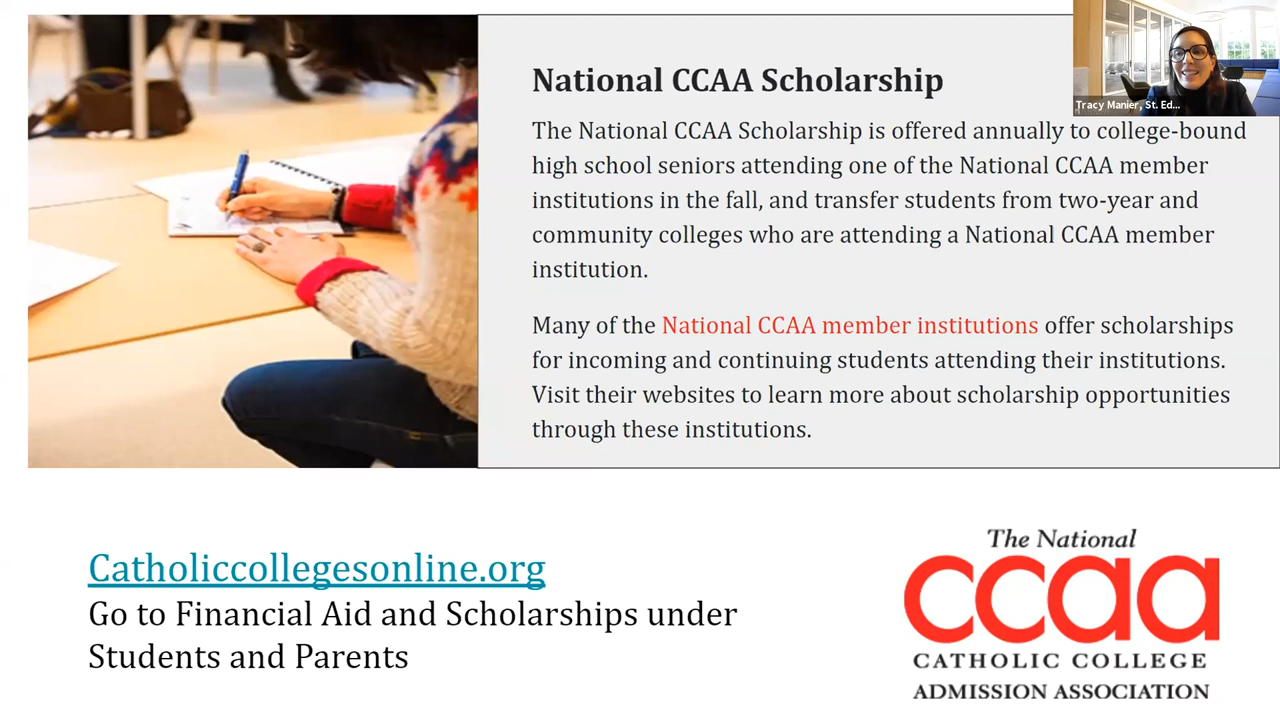 National CCAA Scholarship
Tracy Manier, St. Ed...
The National CCAA Scholarship is offered annually to college-bound
high school seniors attending one of the National CCAA member
institutions in the fall, and transfer students from two-year and
community colleges who are attending a National CCAA member
institution.
Many of the National CCAA member institutions offer scholarships
for incoming and continuing students attending their institutions.
Visit their websites to learn more about scholarship opportunities
through these institutions.
Catholiccollegesonline.org
Go to Financial Aid and Scholarships under
Students and Parents
The National
ccaa
CATHOLIC COLLEGE
ADMISSION ASSOCIATION